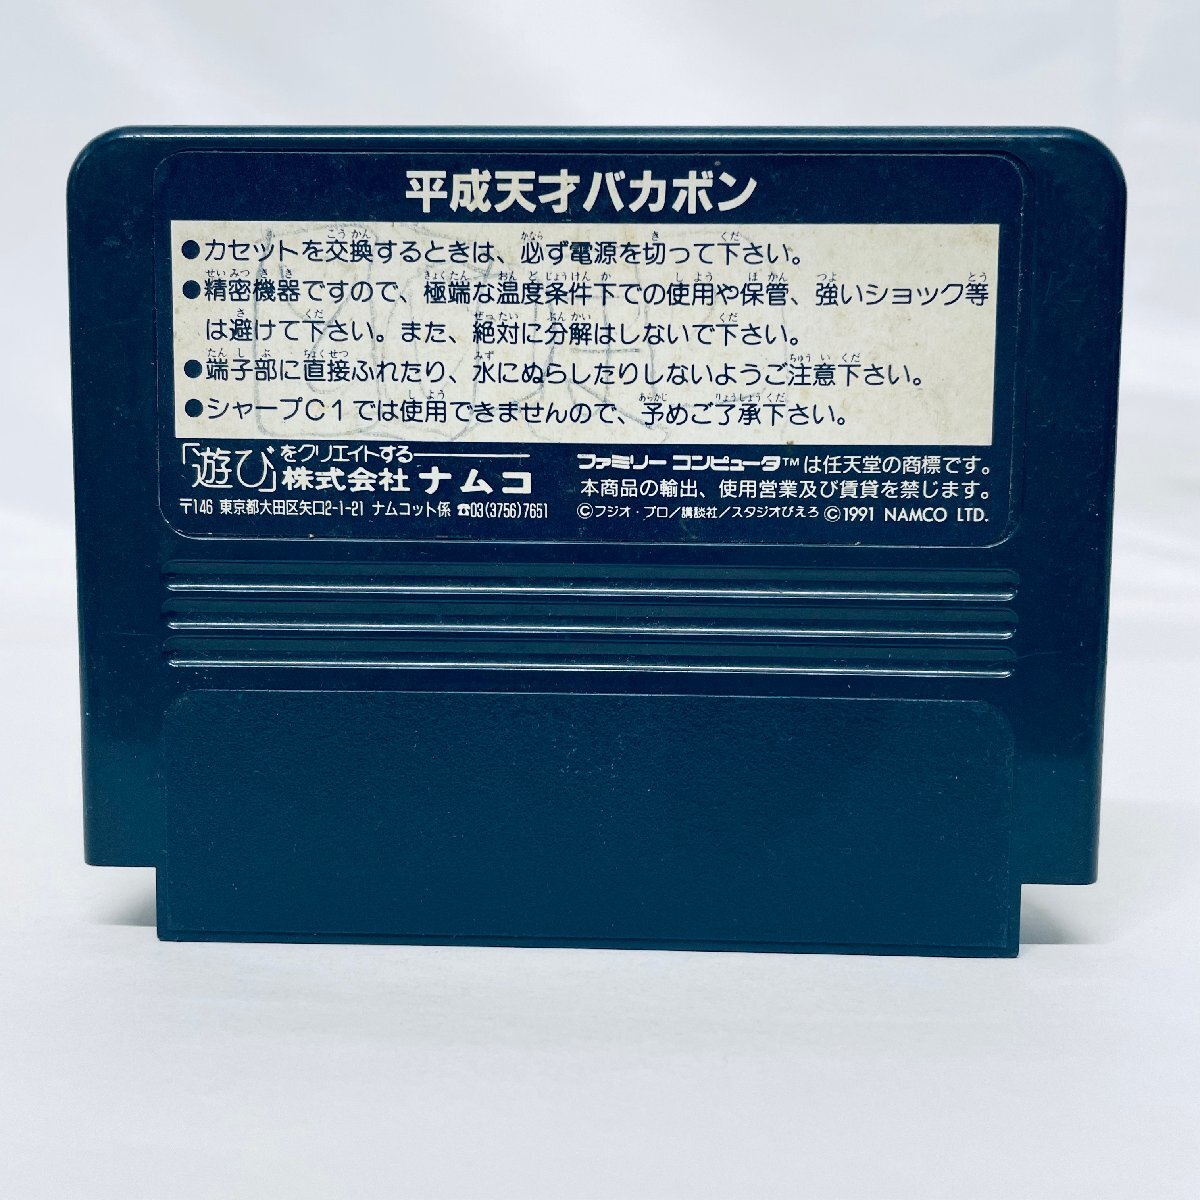 平成天才バカボン
●カセットを交換するときは、必ず電源を切って下さい。
●精密機器ですので、極端な温度条件下での使用や保管、強いショック等
は避けて下さい。また、絶対に分解はしないで下さい。
●端子部に直接ふれたり、水にぬらしたりしないようご注意下さい。
●シャープC1では使用できませんので、予めご了承下さい。
「遊び」をクリエイトする
株式会社 ナムコ
〒146 東京都大田区矢口2-1-21 ナムコット係 ☎03(3756)7651
ファミリーコンピュータ™は任天堂の商標です。
本商品の輸出、使用営業及び賃貸を禁じます。
©フジオ・プロ/講談社/スタジオぴえろ ©1991 NAMCO LTD.